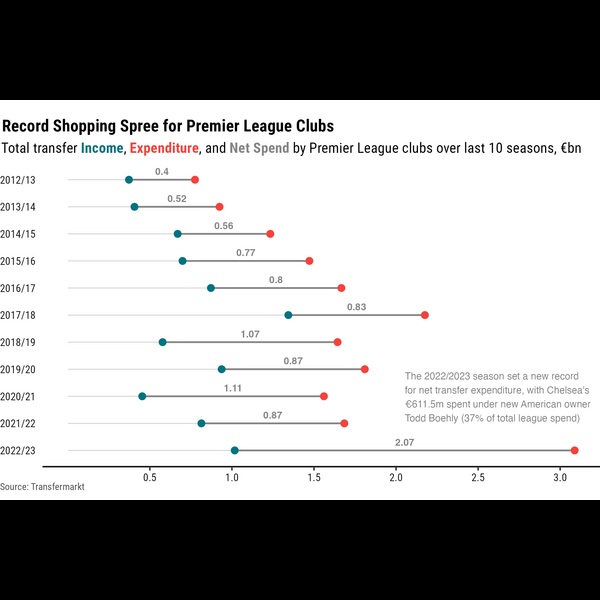 Record Shopping Spree for Premier League Clubs
Total transfer Income, Expenditure, and Net Spend by Premier League clubs over last 10 seasons, €bn
2012/13 0.4
2013/14 0.52
2014/15 0.56
2015/16 0.77
2016/17 0.8
2017/18 0.83
2018/19 1.07
2019/20 0.87
2020/21 1.11
2021/22 0.87
2022/23 2.07
The 2022/2023 season set a new record
for net transfer expenditure, with Chelsea's
€611.5m spent under new American owner
Todd Boehly (37% of total league spend)
0.5 1.0 1.5 2.0 2.5 3.0
Source: Transfermarkt